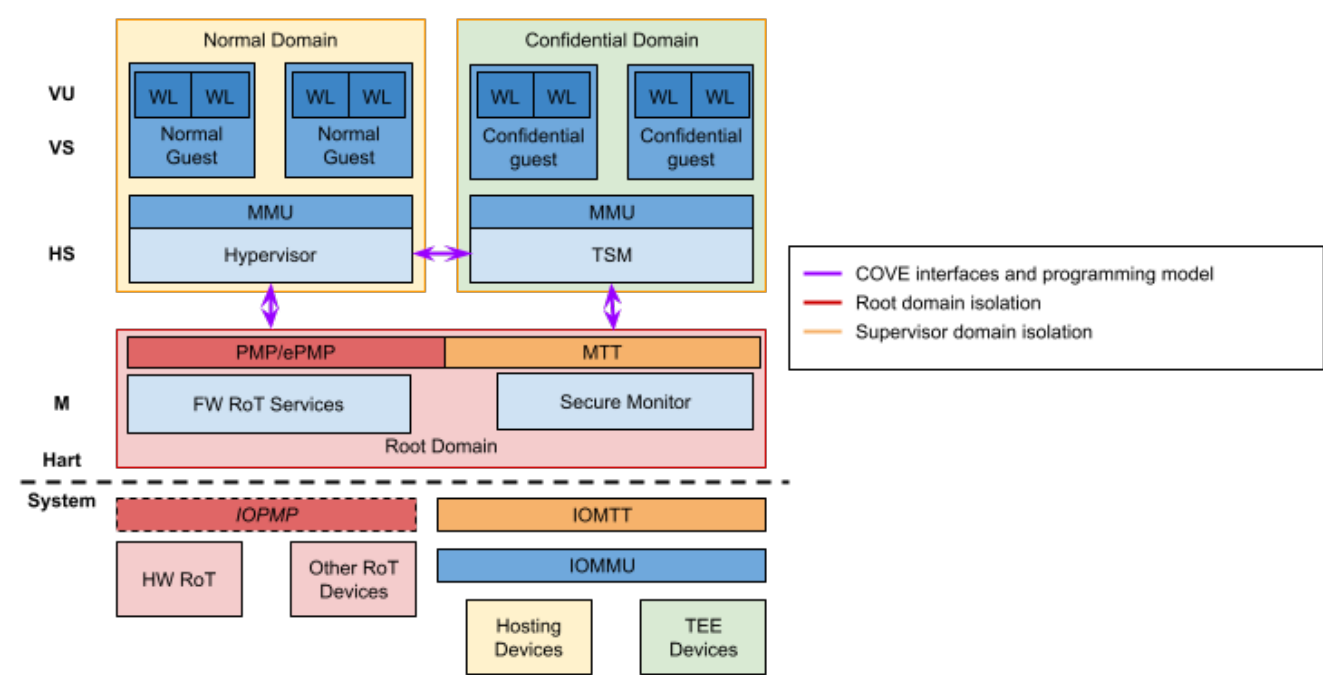 Normal Domain
Confidential Domain
VU
WL WL
WL WL
WL WL
WL WL
VS
Normal
Guest
Normal
Guest
Confidential
guest
Confidential
guest
MMU
MMU
HS
Hypervisor
TSM
COVE interfaces and programming model
Root domain isolation
Supervisor domain isolation
PMP/ePMP
MTT
M
FW RoT Services
Secure Monitor
Root Domain
Hart
System
IOPMP
IOMTT
HW RoT
Other RoT
Devices
IOMMU
Hosting
Devices
TEE
Devices